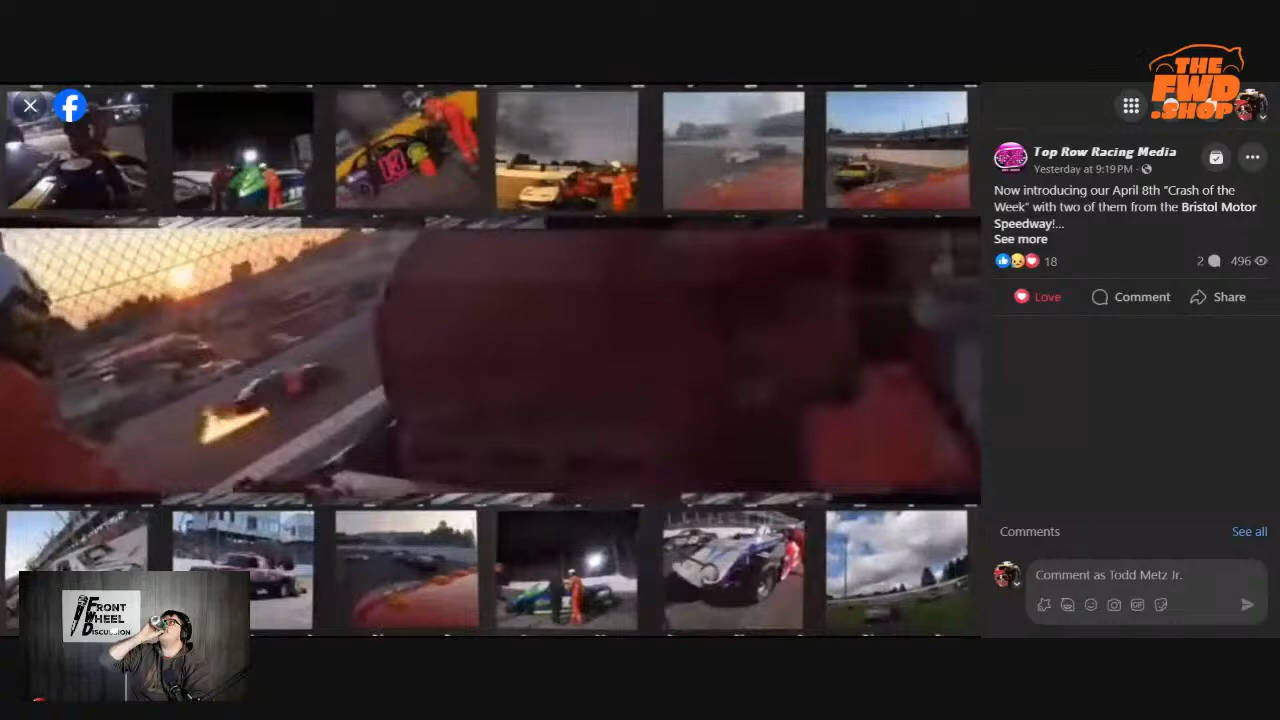 THE
FWD
.SHOP
Top Row Racing Media
Yesterday at 9:19 PM ·
Now introducing our April 8th "Crash of the
Week" with two of them from the Bristol Motor
Speedway!...
See more
18
2
496
Love
Comment
Share
13
Comments
See all
Comment as Todd Metz Jr.
GIF
FRONT
WHEEL
DISCUSSION